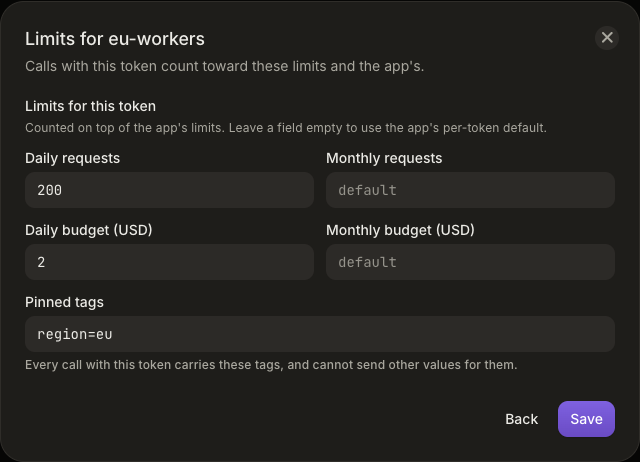 Limits for eu-workers
Calls with this token count toward these limits and the app's.
Limits for this token
Counted on top of the app's limits. Leave a field empty to use the app's per-token default.
Daily requests
Monthly requests
200
default
Daily budget (USD)
Monthly budget (USD)
2
default
Pinned tags
region=eu
Every call with this token carries these tags, and cannot send other values for them.
Back
Save